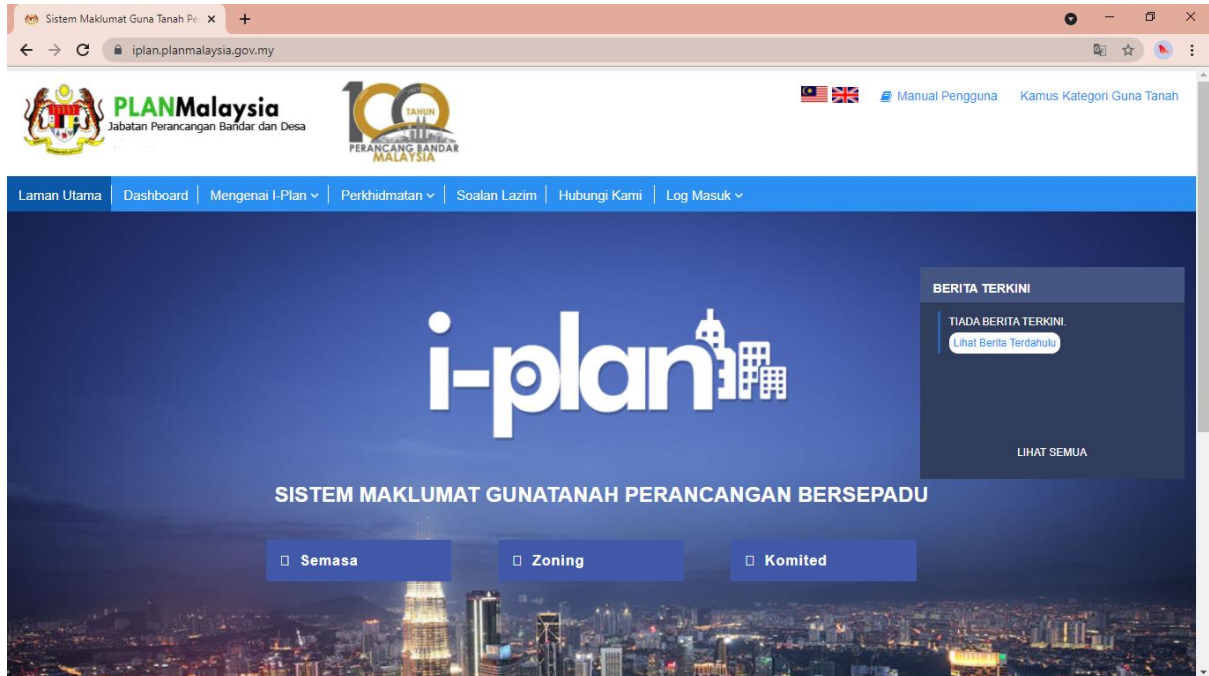 Sistem Maklumat Guna Tanah Pe
iplan.planmalaysia.gov.my
PLANMalaysia
Jabatan Perancangan Bandar dan Desa
100
TAHUN
PERANCANG BANDAR
MALAYSIA
Manual Pengguna Kamus Kategori Guna Tanah
Laman Utama Dashboard Mengenai I-Plan Perkhidmatan Soalan Lazim Hubungi Kami Log Masuk
BERITA TERKINI
TIADA BERITA TERKINI.
Lihat Berita Terdahulu
LIHAT SEMUA
i-plan
SISTEM MAKLUMAT GUNATANAH PERANCANGAN BERSEPADU
Semasa Zoning Komited